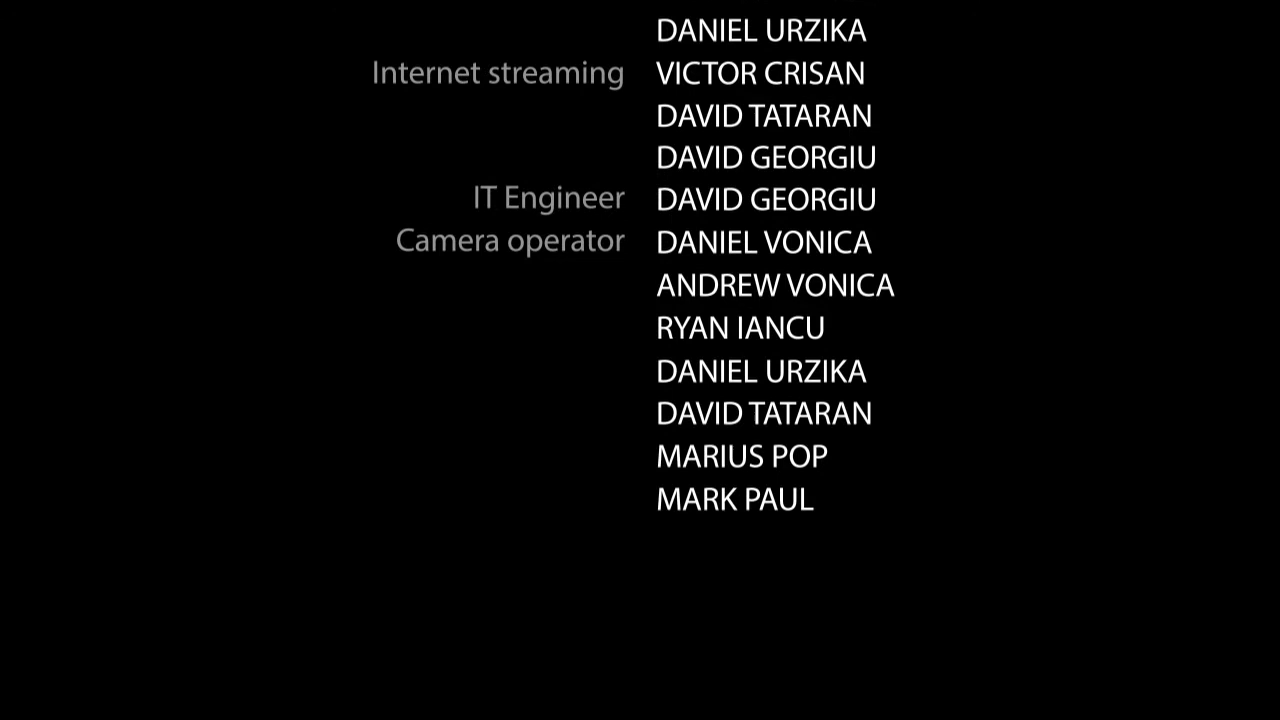 DANIEL URZIKA
Internet streaming VICTOR CRISAN
DAVID TATARAN
DAVID GEORGIU
IT Engineer DAVID GEORGIU
Camera operator DANIEL VONICA
ANDREW VONICA
RYAN IANCU
DANIEL URZIKA
DAVID TATARAN
MARIUS POP
MARK PAUL